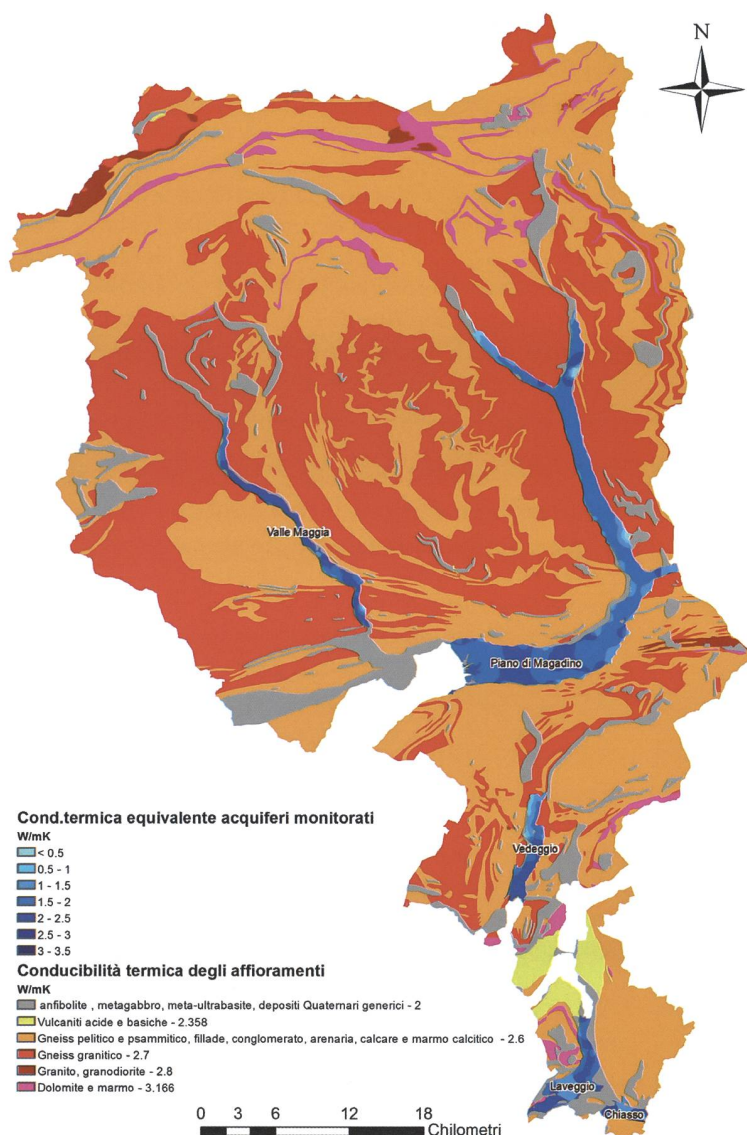 N
Valle Maggia
Piano di Magadino
Vedeggio
Laveggio
Chiasso
Cond.termica equivalente acquiferi monitorati
W/mK
< 0.5
0.5 - 1
1 - 1.5
1.5 - 2
2 - 2.5
2.5 - 3
3 - 3.5
Conducibilità termica degli affioramenti
W/mK
anfibolite , metagabbro, meta-ultrabasite, depositi Quaternari generici - 2
Vulcaniti acide e basiche - 2.358
Gneiss pelitico e psammitico, fillade, conglomerato, arenaria, calcare e marmo calcitico - 2.6
Gneiss granitico - 2.7
Granito, granodiorite - 2.8
Dolomite e marmo - 3.166
0 3 6 12 18
Chilometri